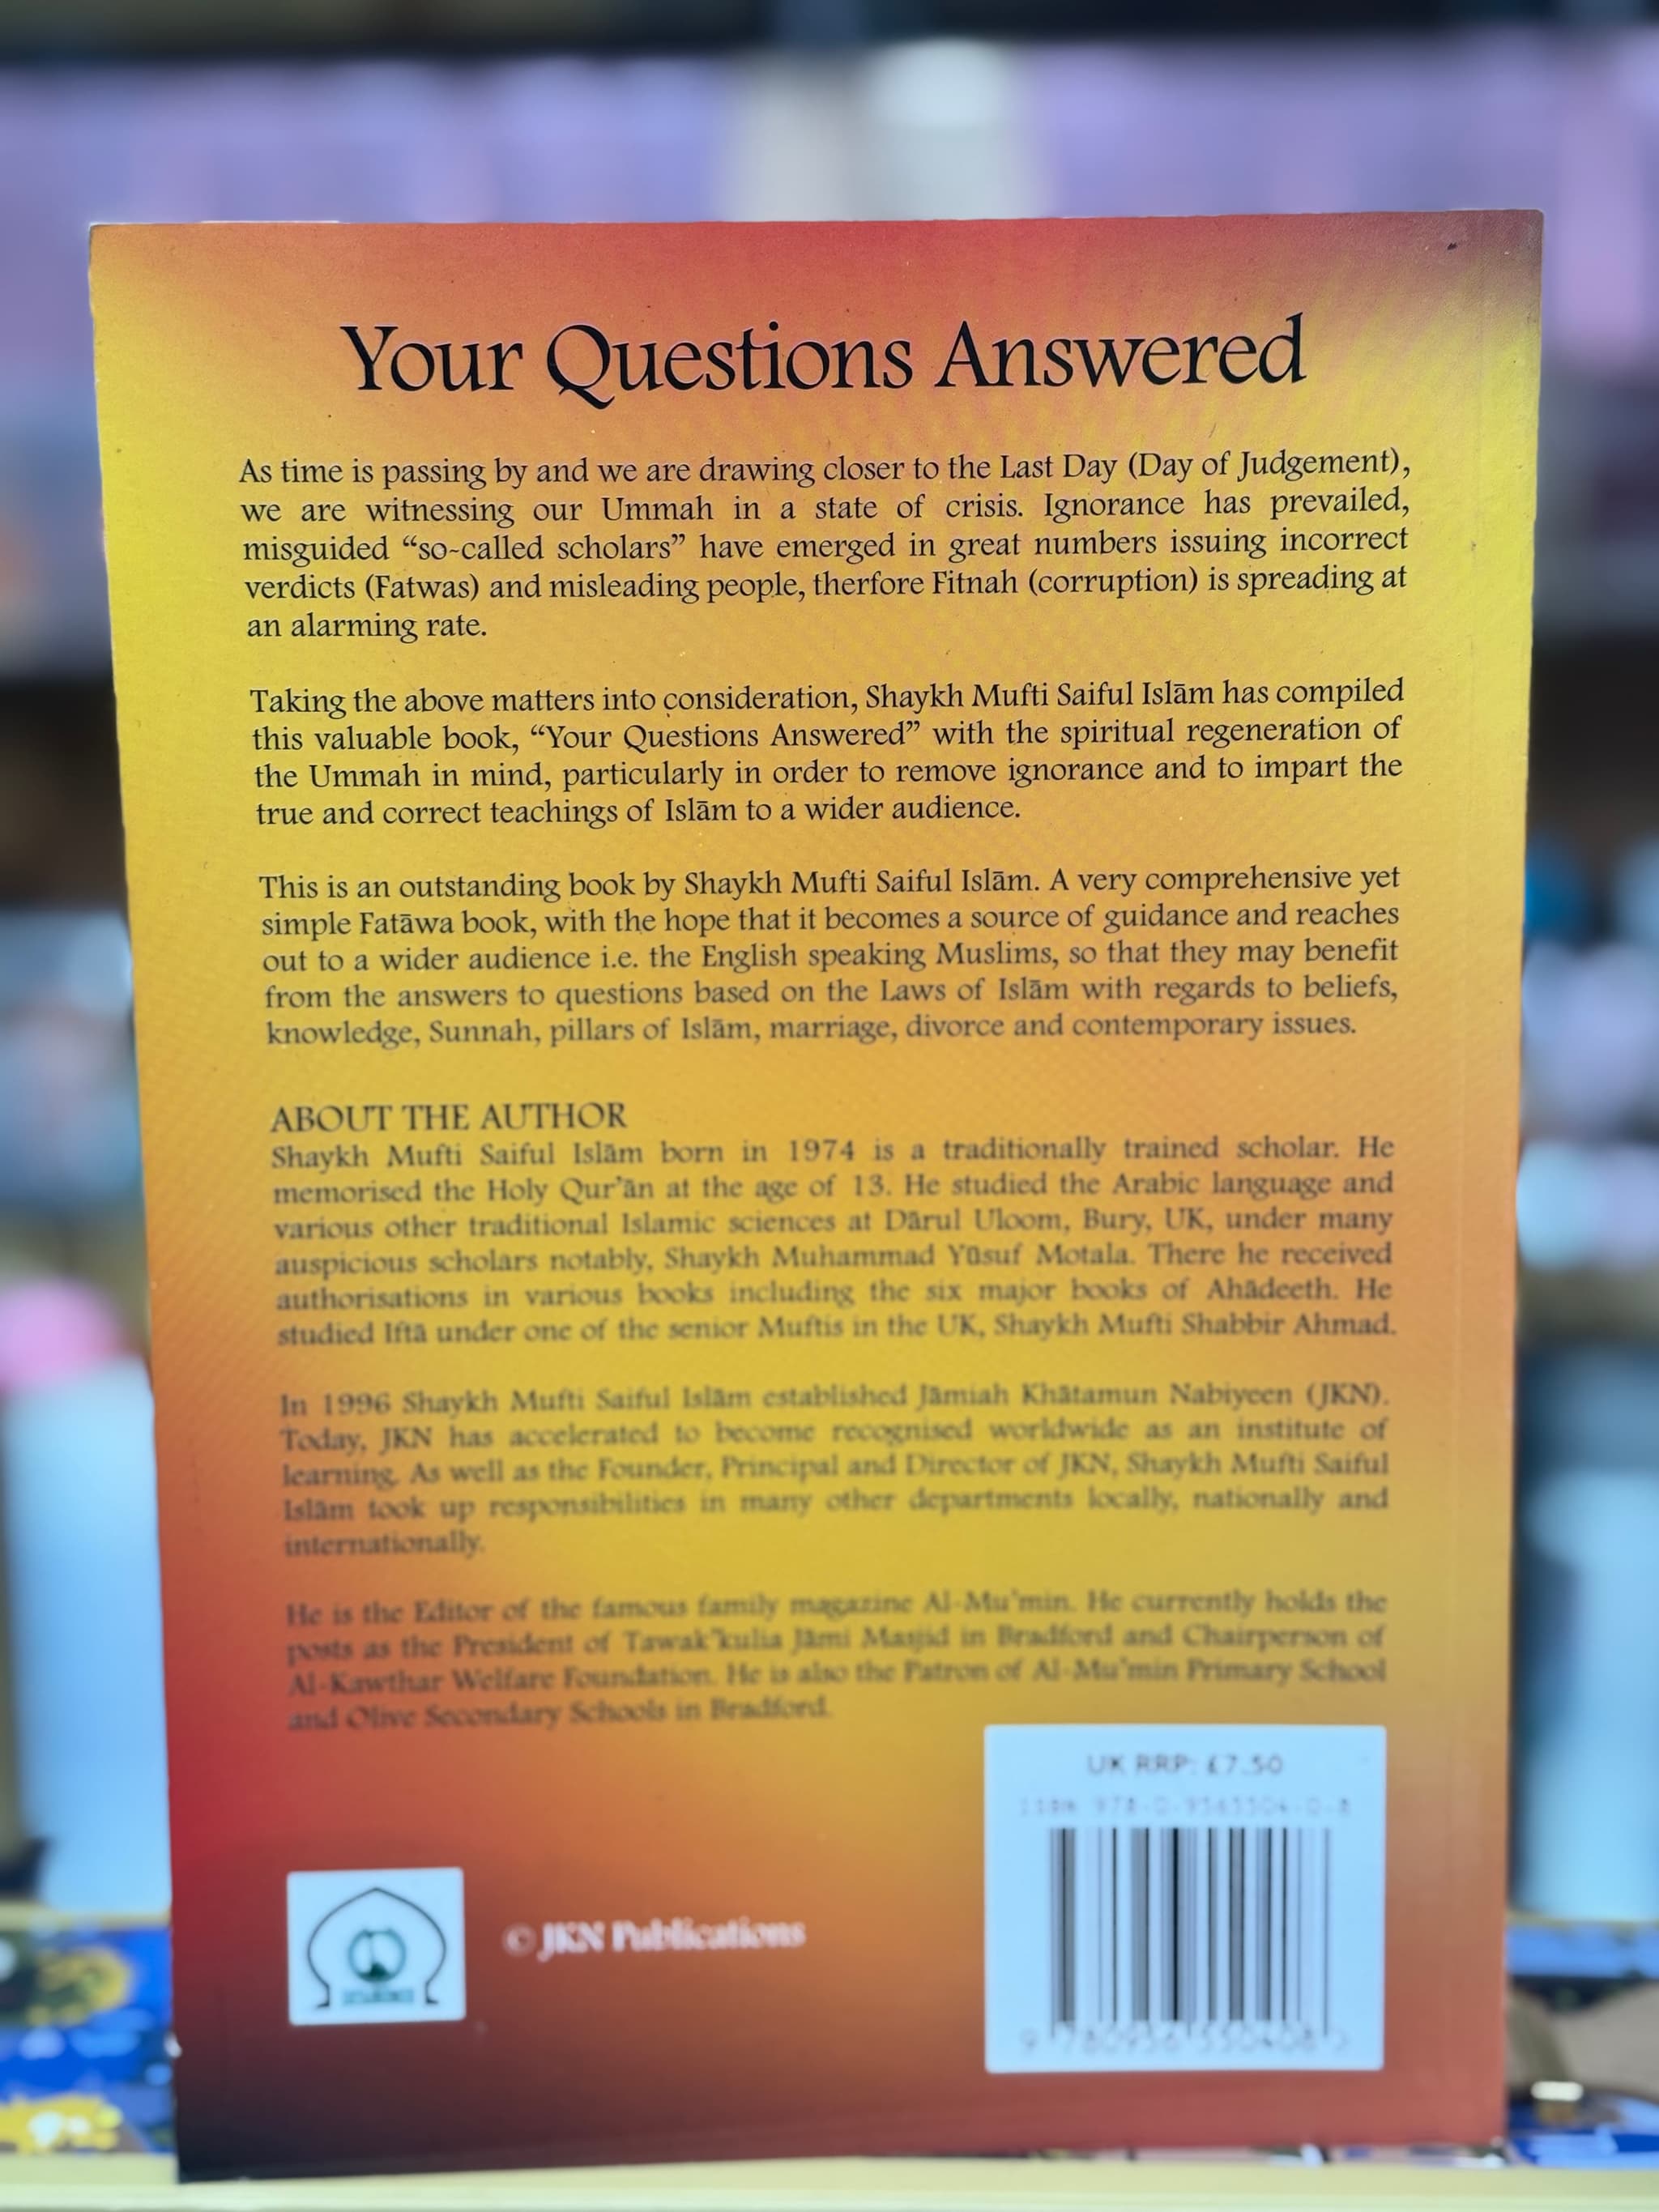 Your Questions Answered
As time is passing by and we are drawing closer to the Last Day (Day of Judgement),
we are witnessing our Ummah in a state of crisis. Ignorance has prevailed,
misguided “so-called scholars” have emerged in great numbers issuing incorrect
verdicts (Fatwas) and misleading people, therfore Fitnah (corruption) is spreading at
an alarming rate.
Taking the above matters into consideration, Shaykh Mufti Saiful Islām has compiled
this valuable book, “Your Questions Answered” with the spiritual regeneration of
the Ummah in mind, particularly in order to remove ignorance and to impart the
true and correct teachings of Islām to a wider audience.
This is an outstanding book by Shaykh Mufti Saiful Islām. A very comprehensive yet
simple Fatāwa book, with the hope that it becomes a source of guidance and reaches
out to a wider audience i.e. the English speaking Muslims, so that they may benefit
from the answers to questions based on the Laws of Islām with regards to beliefs,
knowledge, Sunnah, pillars of Islām, marriage, divorce and contemporary issues.
ABOUT THE AUTHOR
Shaykh Mufti Saiful Islām born in 1974 is a traditionally trained scholar. He
memorised the Holy Qur’ān at the age of 13. He studied the Arabic language and
various other traditional Islamic sciences at Dārul Uloom, Bury, UK, under many
auspicious scholars notably, Shaykh Muhammad Yūsuf Motala. There he received
authorisations in various books including the six major books of Ahādeeth. He
studied Iftā under one of the senior Muftis in the UK, Shaykh Mufti Shabbir Ahmad.
In 1996 Shaykh Mufti Saiful Islām established Jāmiah Khātamun Nabiyeen (JKN).
Today, JKN has accelerated to become recognised worldwide as an institute of
learning. As well as the Founder, Principal and Director of JKN, Shaykh Mufti Saiful
Islām took up responsibilities in many other departments locally, nationally and
internationally.
He is the Editor of the famous family magazine Al-Mu’min. He currently holds the
posts as the President of Tawak’kulia Jāmi Masjid in Bradford and Chairperson of
Al-Kawthar Welfare Foundation. He is also the Patron of Al-Mu’min Primary School
and Olive Secondary Schools in Bradford.
UK RRP: £7.50
© JKN Publications